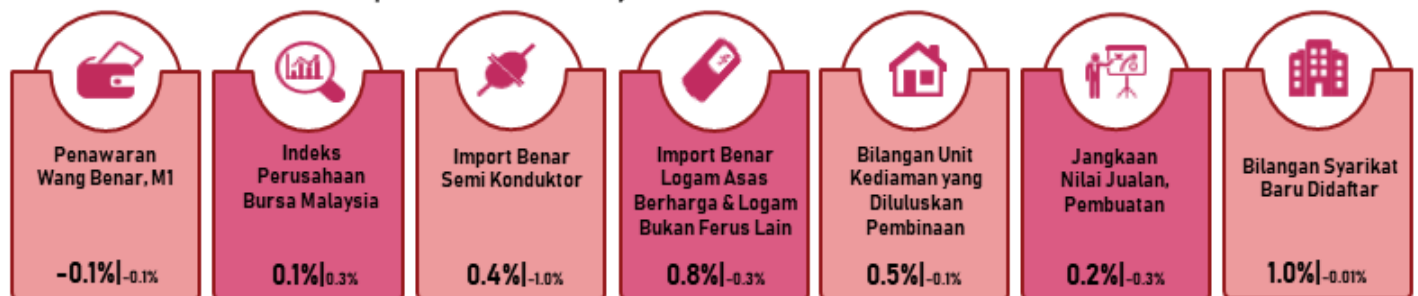 Penawaran
Wang Benar, M1
-0.1%|-0.1%
Indeks
Perusahaan
Bursa Malaysia
0.1%|0.3%
Import Benar
Semi Konduktor
0.4%|-1.0%
Import Benar
Logam Asas
Berharga & Logam
Bukan Ferus Lain
0.8%|-0.3%
Bilangan Unit
Kediaman yang
Diluluskan
Pembinaan
0.5%|-0.1%
Jangkaan
Nilai Jualan,
Pembuatan
0.2%|-0.3%
Bilangan Syarikat
Baru Didaftar
1.0%|-0.01%